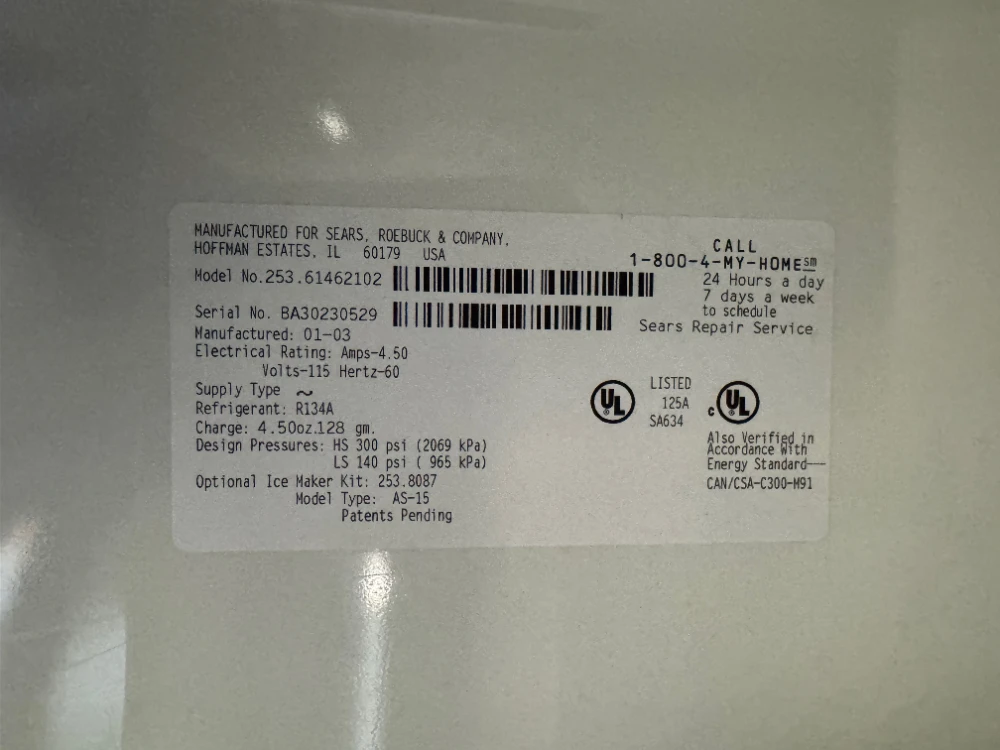 MANUFACTURED FOR SEARS, ROEBUCK & COMPANY,
HOFFMAN ESTATES, IL 60179 USA
Model No.253.61462102
Serial No. BA30230529
Manufactured: 01-03
Electrical Rating: Amps-4.50
Volts-115 Hertz-60
Supply Type ~
Refrigerant: R134A
Charge: 4.50oz.128 gm.
Design Pressures: HS 300 psi (2069 kPa)
LS 140 psi ( 965 kPa)
Optional Ice Maker Kit: 253.8087
Model Type: AS-15
Patents Pending
CALL
1-800-4-MY-HOME℠
24 Hours a day
7 days a week
to schedule
Sears Repair Service
UL ®
LISTED
125A
SA634
c UL ®
Also Verified in
Accordance With
Energy Standard—
CAN/CSA-C300-M91